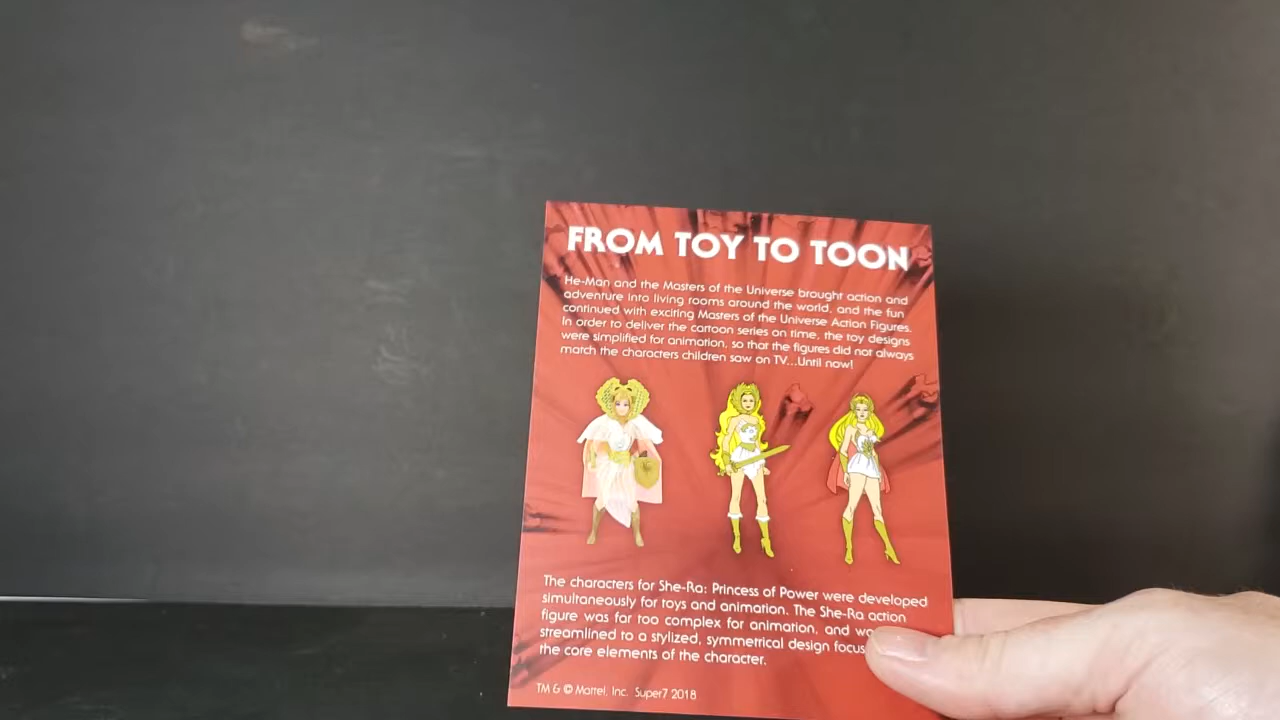 FROM TOY TO TOON
He-Man and the Masters of the Universe brought action and
adventure into living rooms around the world, and the fun
continued with exciting Masters of the Universe Action Figures.
In order to deliver the cartoon series on time, the toy designs
were simplified for animation, so that the figures did not always
match the characters children saw on TV...Until now!
The characters for She-Ra: Princess of Power were developed
simultaneously for toys and animation. The She-Ra action
figure was far too complex for animation, and
streamlined to a stylized, symmetrical design
the core elements of the character.
TM & © Mattel, Inc. Super7 2018